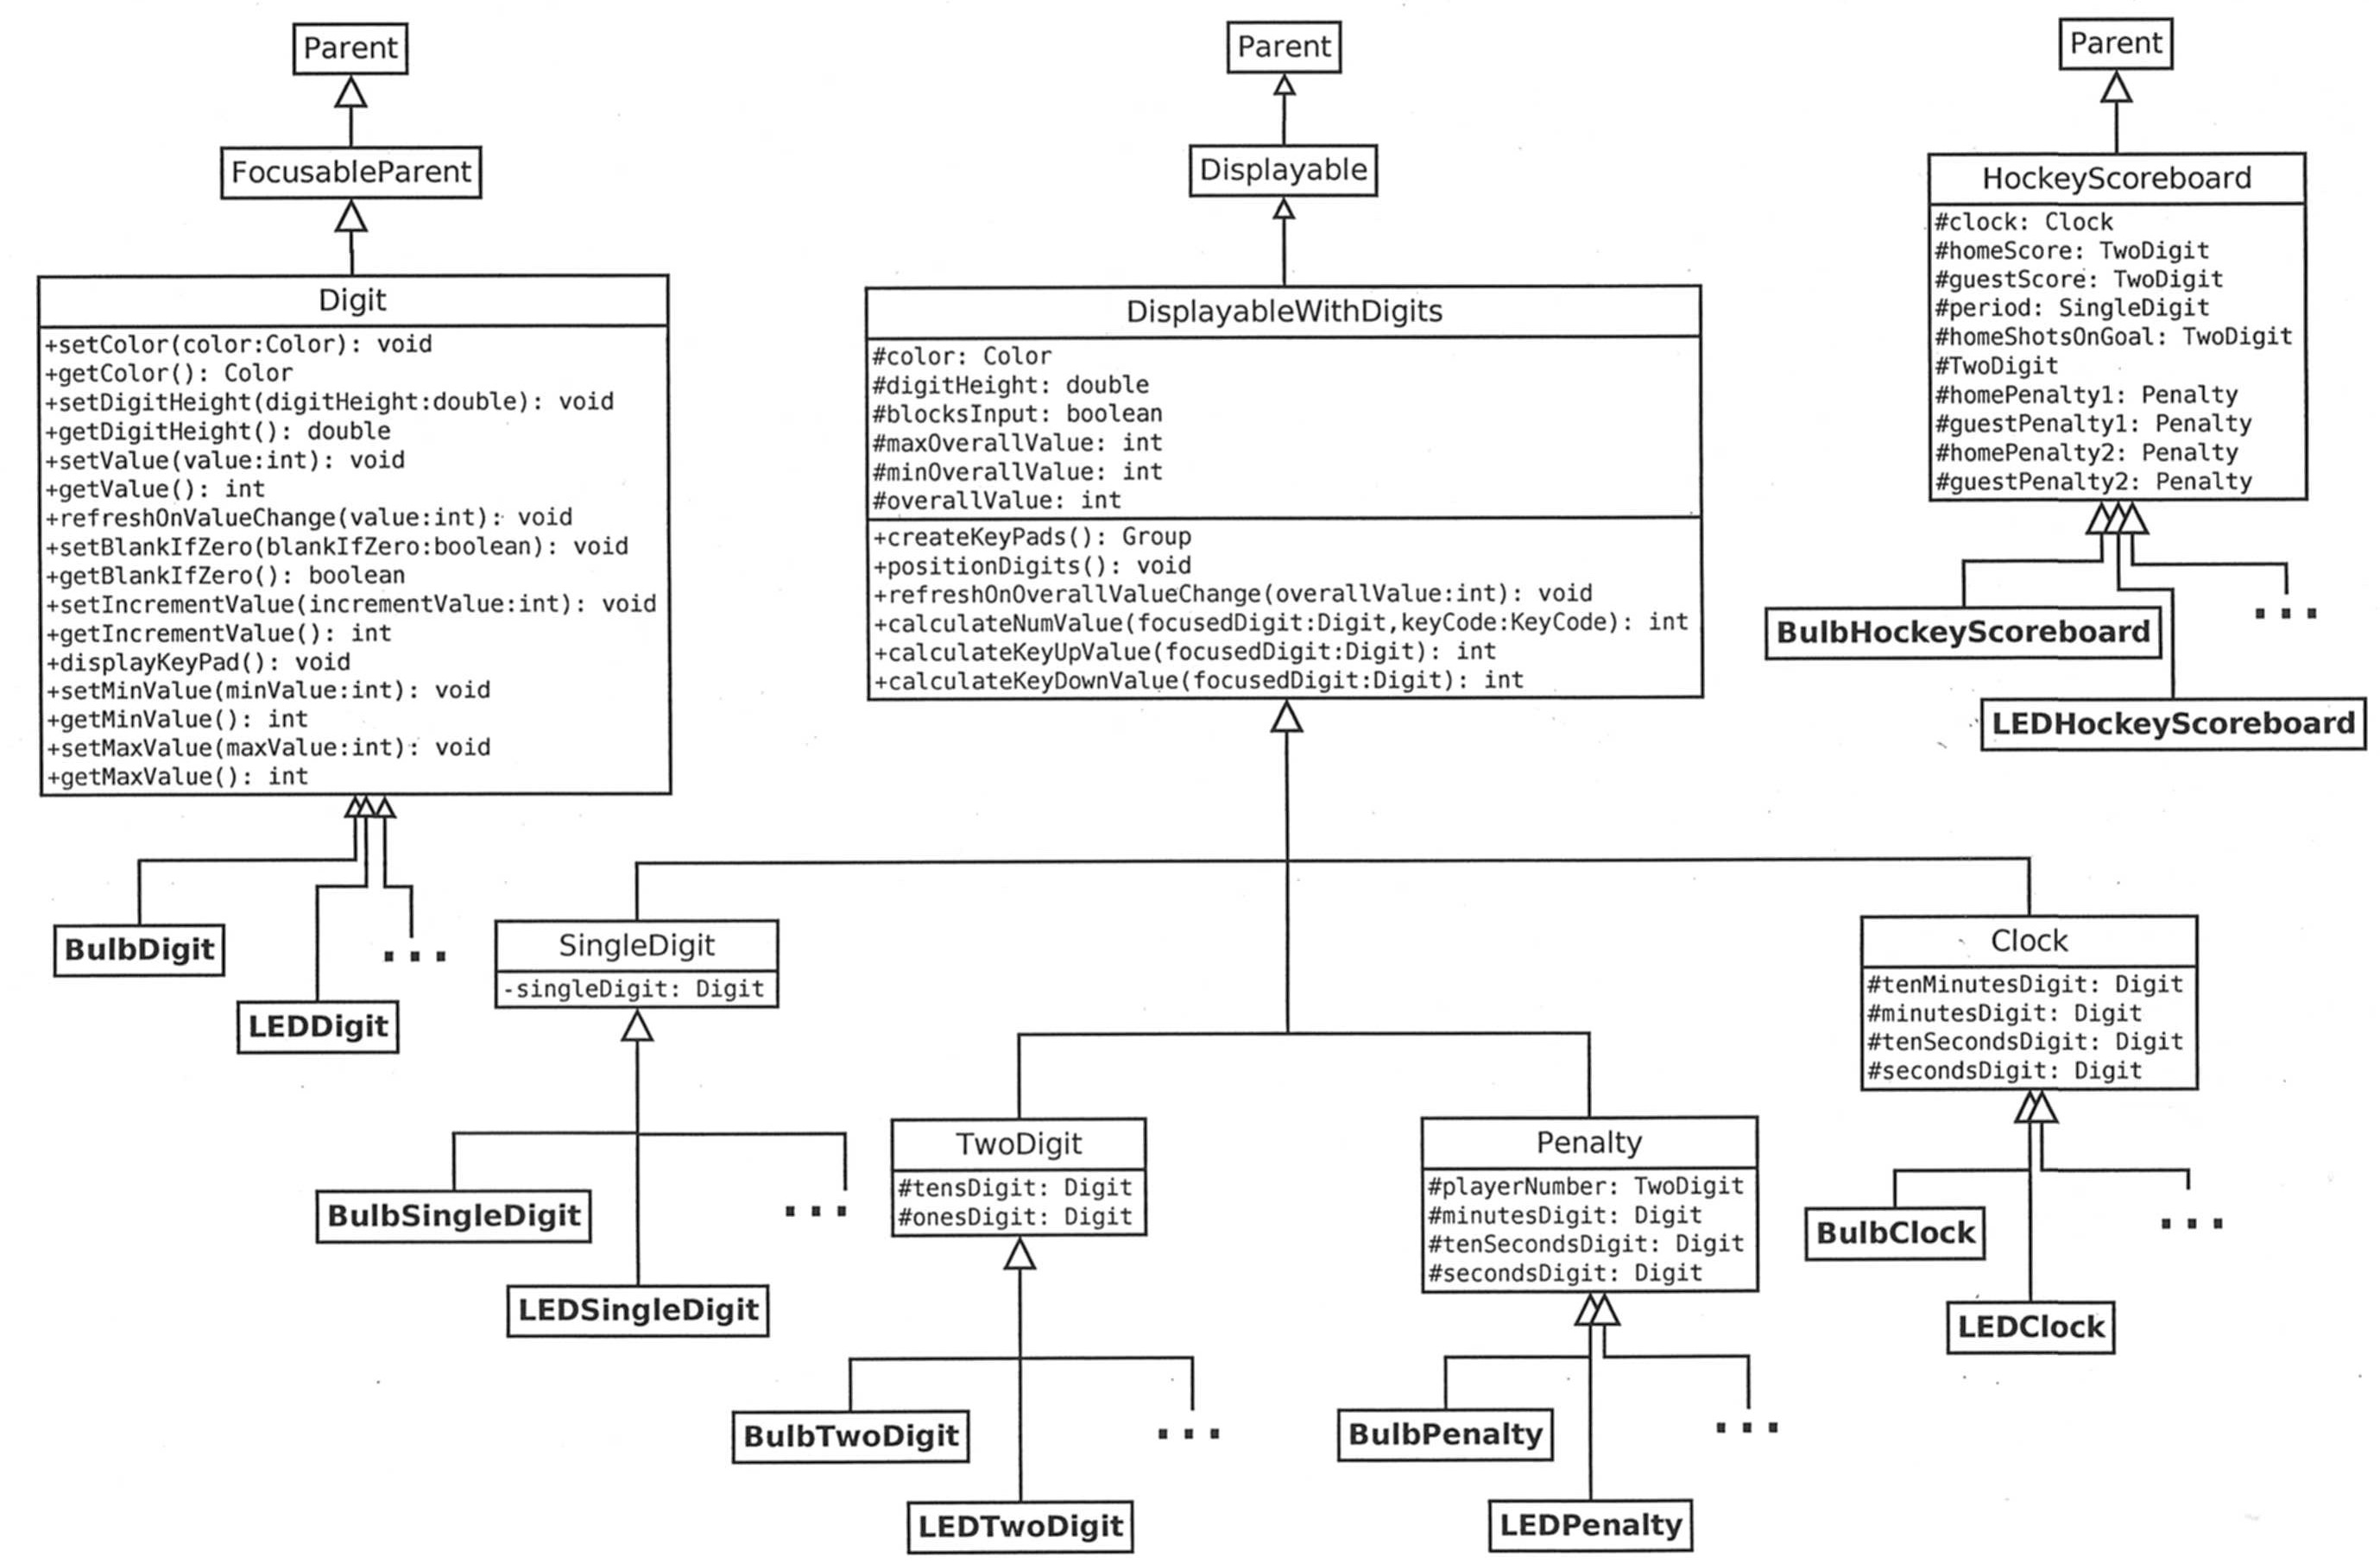 Parent
FocusableParent
Digit
+setColor(color:Color): void
+getColor(): Color
+setDigitHeight(digitHeight:double): void
+getDigitHeight(): double
+setValue(value:int): void
+getValue(): int
+refreshOnValueChange(value:int): void
+setBlankIfZero(blankIfZero:boolean): void
+getBlankIfZero(): boolean
+setIncrementValue(incrementValue:int): void
+getIncrementValue(): int
+displayKeyPad(): void
+setMinValue(minValue:int): void
+getMinValue(): int
+setMaxValue(maxValue:int): void
+getMaxValue(): int
BulbDigit
LEDDigit
...
Parent
Displayable
DisplayableWithDigits
#color: Color
#digitHeight: double
#blocksInput: boolean
#maxOverallValue: int
#minOverallValue: int
#overallValue: int
+createKeyPads(): Group
+positionDigits(): void
+refreshOnOverallValueChange(overallValue:int): void
+calculateNumValue(focusedDigit:Digit,keyCode:KeyCode): int
+calculateKeyUpValue(focusedDigit:Digit): int
+calculateKeyDownValue(focusedDigit:Digit): int
SingleDigit
-singleDigit: Digit
BulbSingleDigit
LEDSingleDigit
...
TwoDigit
#tensDigit: Digit
#onesDigit: Digit
BulbTwoDigit
LEDTwoDigit
...
Penalty
#playerNumber: TwoDigit
#minutesDigit: Digit
#tenSecondsDigit: Digit
#secondsDigit: Digit
BulbPenalty
LEDPenalty
...
Clock
#tenMinutesDigit: Digit
#minutesDigit: Digit
#tenSecondsDigit: Digit
#secondsDigit: Digit
BulbClock
LEDClock
...
Parent
HockeyScoreboard
#clock: Clock
#homeScore: TwoDigit
#guestScore: TwoDigit
#period: SingleDigit
#homeShotsOnGoal: TwoDigit
#TwoDigit
#homePenalty1: Penalty
#guestPenalty1: Penalty
#homePenalty2: Penalty
#guestPenalty2: Penalty
BulbHockeyScoreboard
LEDHockeyScoreboard
...